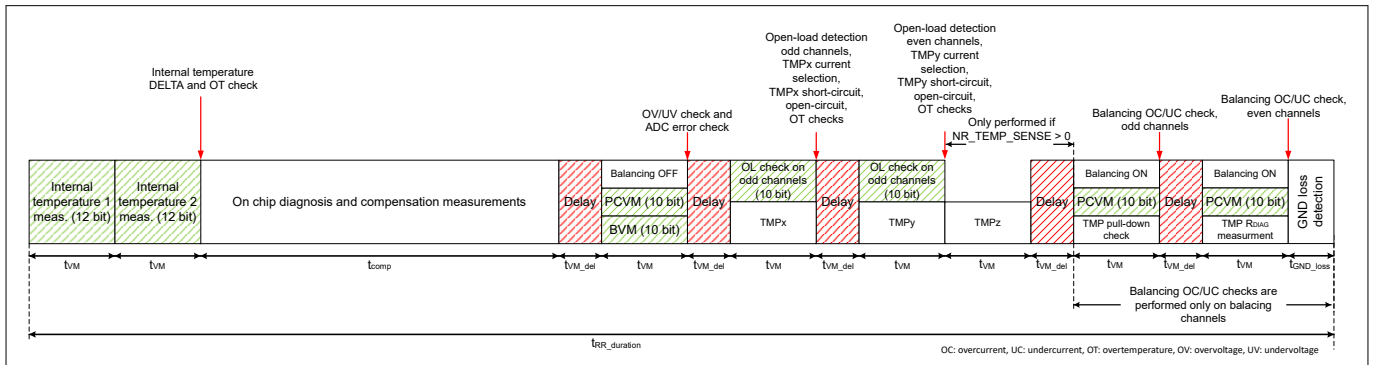 Internal temperature
DELTA and OT check
OV/UV check and
ADC error check
Open-load detection
odd channels,
TMPx current
selection,
TMPx short-circuit,
open-circuit,
OT checks
Open-load detection
even channels,
TMPy current
selection,
TMPy short-circuit,
open-circuit,
OT checks
Only performed if
NR_TEMP_SENSE > 0
Balancing OC/UC check,
odd channels
Balancing OC/UC check,
even channels
Internal
temperature 1
meas. (12 bit)
Internal
temperature 2
meas. (12 bit)
On chip diagnosis and compensation measurements
Delay
Balancing OFF
PCVM (10 bit)
BVM (10 bit)
Delay
OL check on
odd channels
(10 bit)
TMPx
Delay
OL check on
odd channels
(10 bit)
TMPy
TMPz
Delay
Balancing ON
PCVM (10 bit)
TMP pull-down
check
Delay
Balancing ON
PCVM (10 bit)
TMP RDIAG
measurment
GND loss
detection
tVM
tVM
tcomp
tVM_del
tVM
tVM_del
tVM
tVM_del
tVM
tVM
tVM_del
tVM
tVM_del
tVM
tGND_loss
Balancing OC/UC checks are
performed only on balacing
channels
tRR_duration
OC: overcurrent, UC: undercurrent, OT: overtemperature, OV: overvoltage, UV: undervoltage